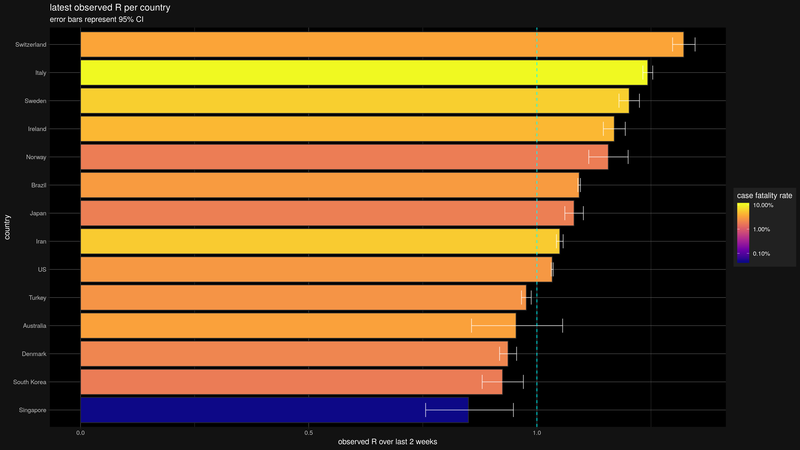 latest observed R per country
error bars represent 95% CI
Switzerland
Italy
Sweden
Ireland
Norway
Brazil
Japan
Iran
US
Turkey
Australia
Denmark
South Korea
Singapore
country
0.0
0.5
1.0
observed R over last 2 weeks
case fatality rate
10.00%
1.00%
0.10%